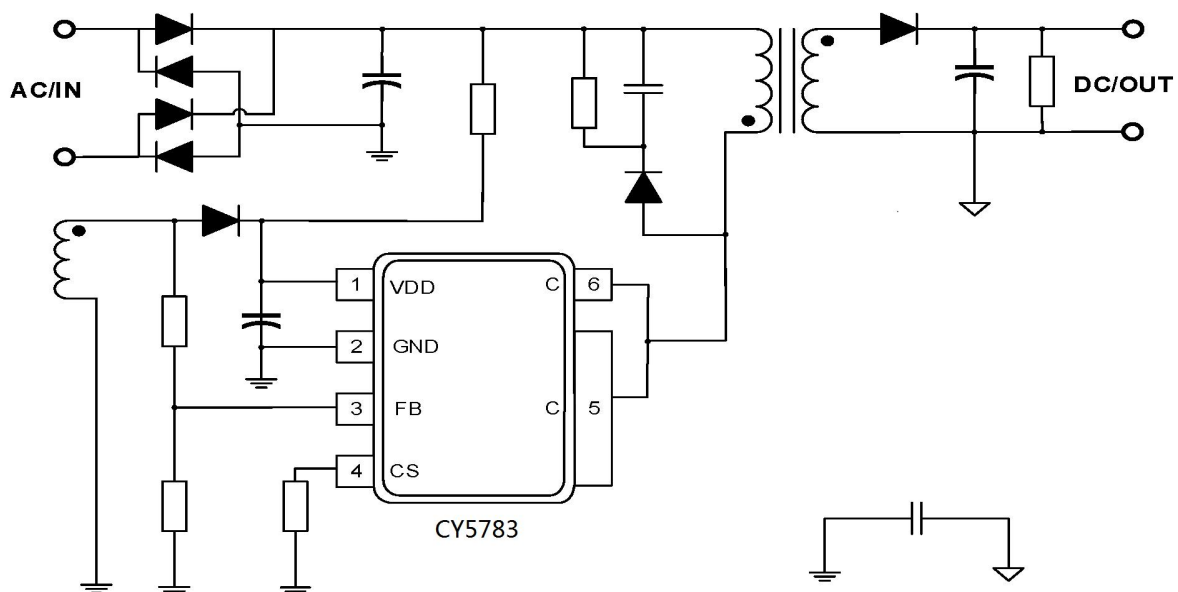 AC/IN
DC/OUT
1 VDD C 6
2 GND
3 FB C 5
4 CS
CY5783